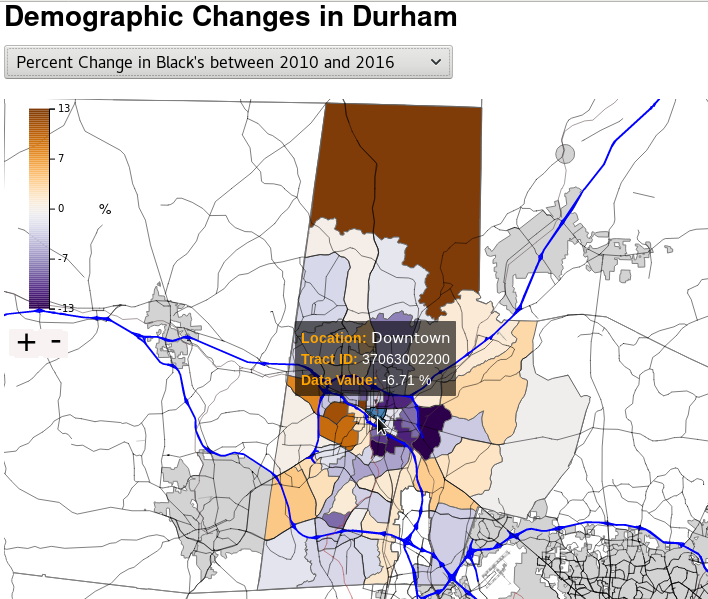 Demographic Changes in Durham
Percent Change in Black's between 2010 and 2016
13
7
0
%
-7
-13
+ -
Location: Downtown
Tract ID: 37063002200
Data Value: -6.71 %